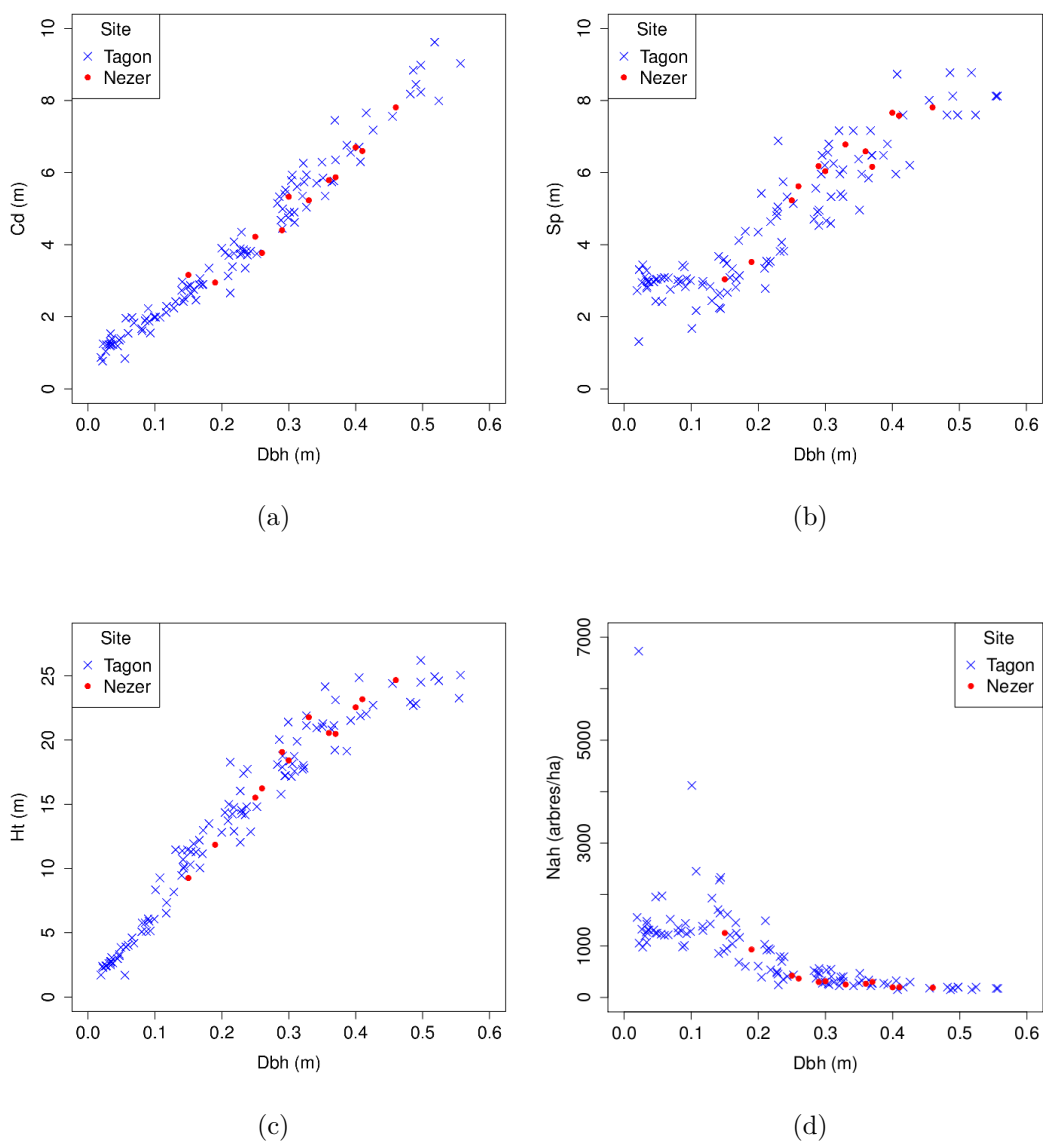 Site
Tagon
Nezer
Cd (m)
0 2 4 6 8 10
0.0 0.1 0.2 0.3 0.4 0.5 0.6
Dbh (m)
(a)
Site
Tagon
Nezer
Sp (m)
0 2 4 6 8 10
0.0 0.1 0.2 0.3 0.4 0.5 0.6
Dbh (m)
(b)
Site
Tagon
Nezer
Ht (m)
0 5 10 15 20 25
0.0 0.1 0.2 0.3 0.4 0.5 0.6
Dbh (m)
(c)
Site
Tagon
Nezer
Nah (arbres/ha)
0 1000 3000 5000 7000
0.0 0.1 0.2 0.3 0.4 0.5 0.6
Dbh (m)
(d)